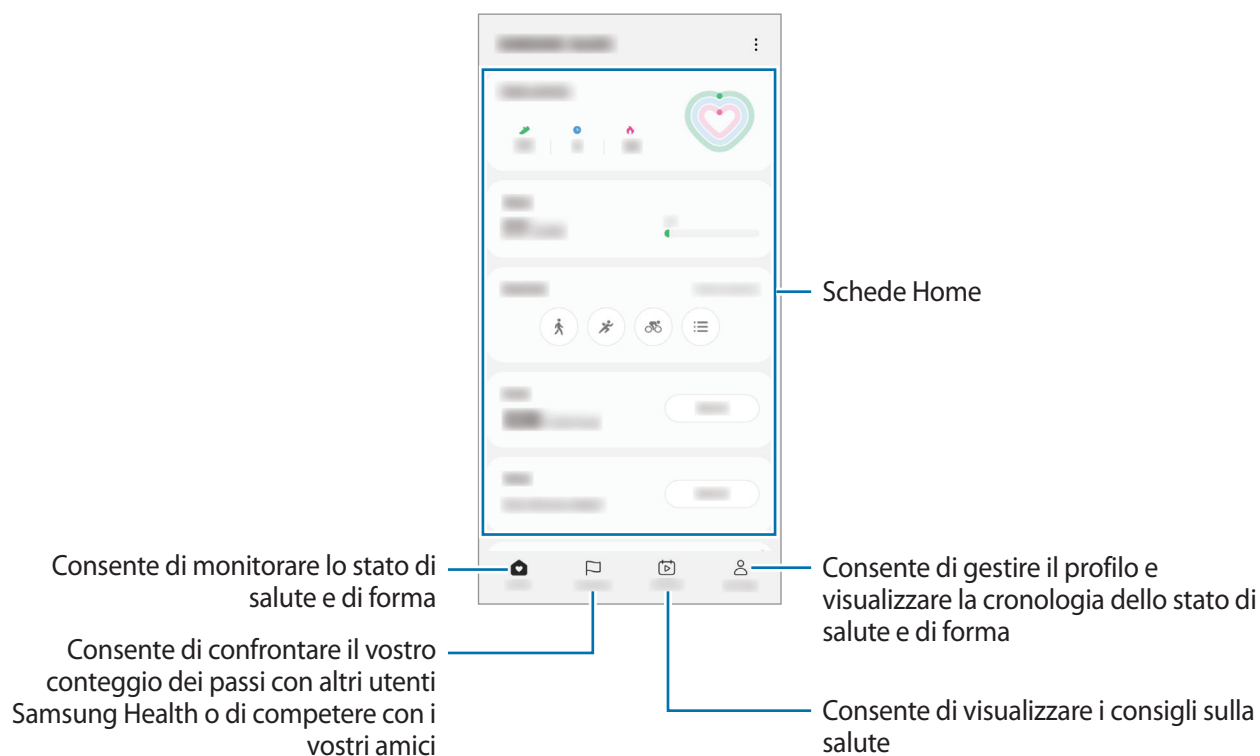 Schede Home
Consente di monitorare lo stato di
salute e di forma
Consente di confrontare il vostro
conteggio dei passi con altri utenti
Samsung Health o di competere con i
vostri amici
Consente di gestire il profilo e
visualizzare la cronologia dello stato di
salute e di forma
Consente di visualizzare i consigli sulla
salute